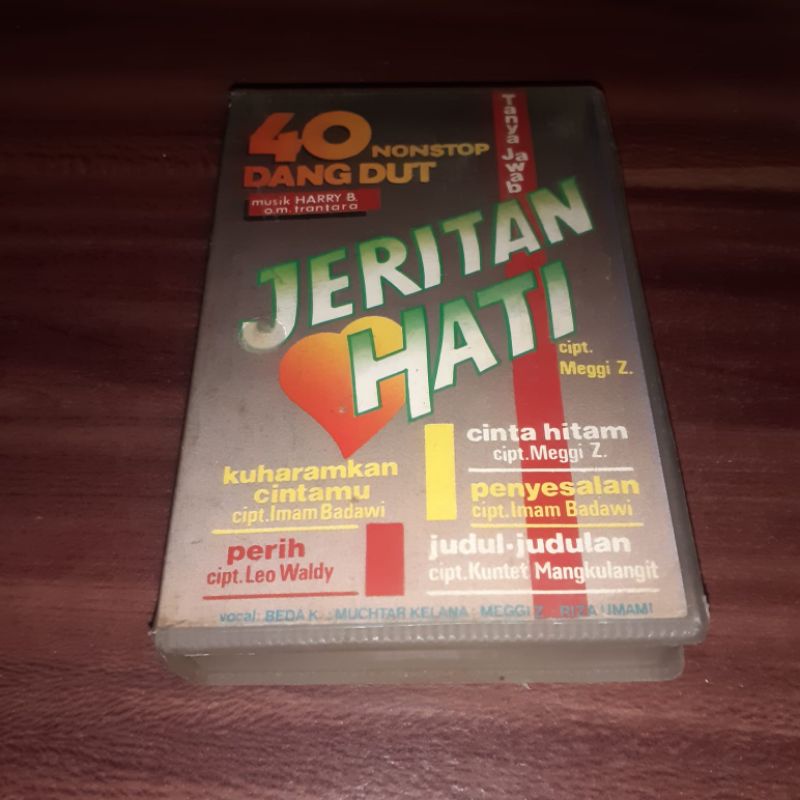 40 NONSTOP
DANG DUT
musik HARRY B.
o.m. trantara
Tanya Jawab
JERITAN
HATI
cipt.
Meggi Z.
kuharamkan
cintamu
cipt.Imam Badawi
perih
cipt.Leo Waldy
cinta hitam
cipt.Meggi Z.
penyesalan
cipt.Imam Badawi
judul-judulan
cipt.Kuntet Mangkulangit
vocal: BEDA K. : MUCHTAR KELANA : MEGGI Z - RIZA UMAMI